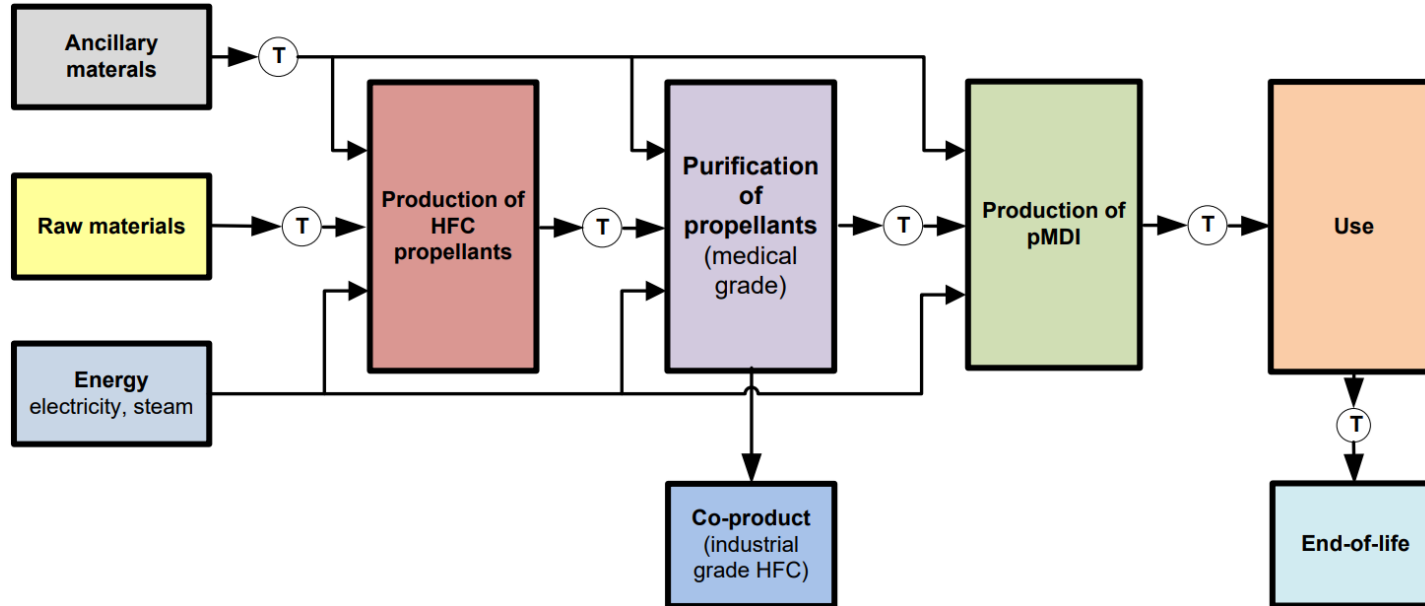 Ancillary
materals
T
Raw materials
T
Energy
electricity, steam
Production of
HFC
propellants
T
Purification
of
propellants
(medical
grade)
T
Co-product
(industrial
grade HFC)
Production of
pMDI
T
Use
T
End-of-life